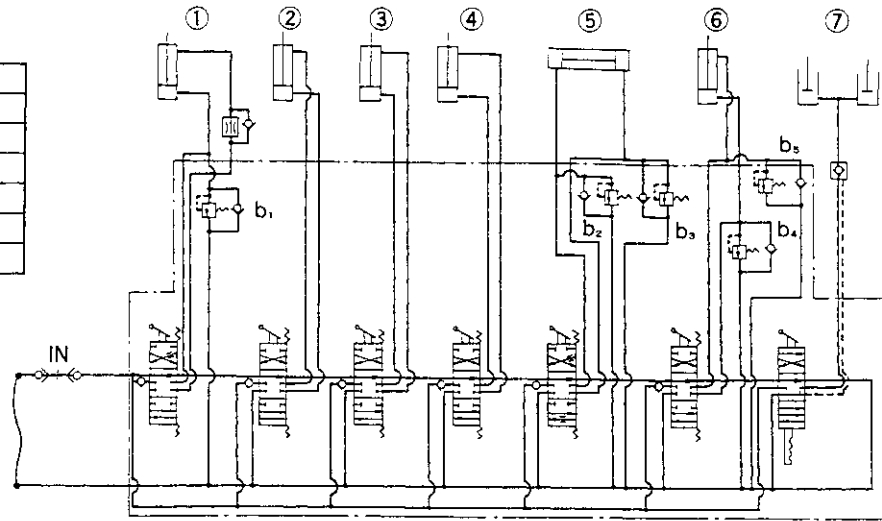 ① ② ③ ④ ⑤ ⑥ ⑦
b₅
b₁ b₂ b₃ b₄
IN